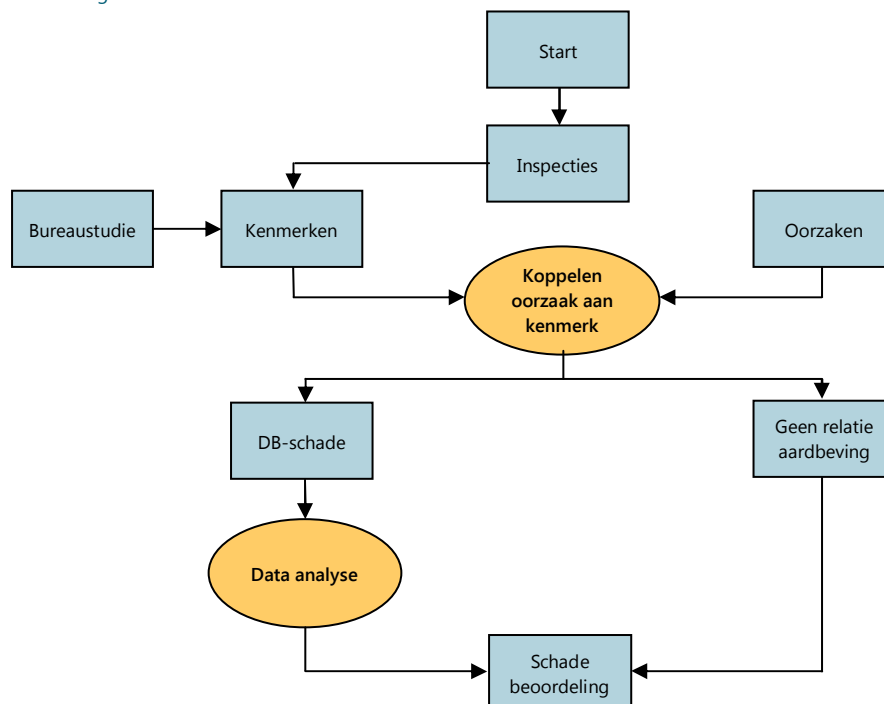 Start
Inspecties
Bureaustudie
Kenmerken
Oorzaken
Koppelen
oorzaak aan
kenmerk
DB-schade
Geen relatie
aardbeving
Data analyse
Schade
beoordeling